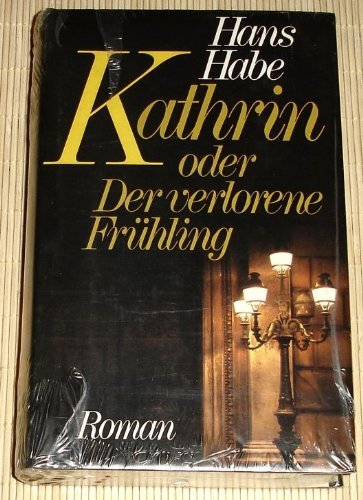 Hans
Habe
Kathrin
oder
Der verlorene
Frühling
Roman